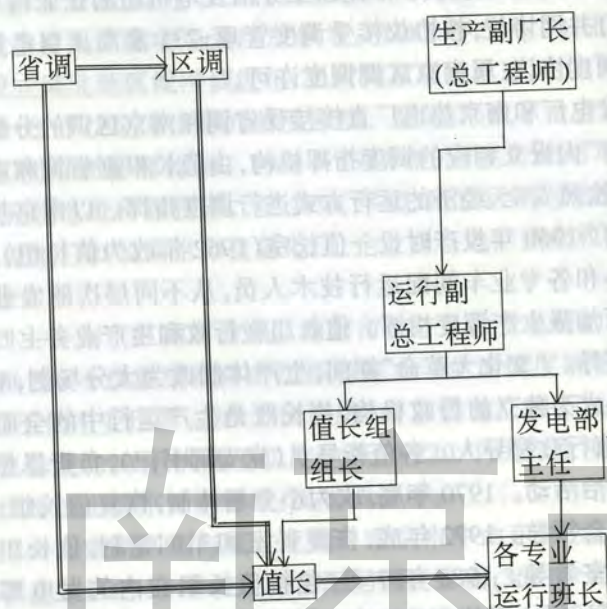 省调
区调
生产副厂长
(总工程师)
运行副
总工程师
值长组
组长
发电部
主任
值长
各专业
运行班长